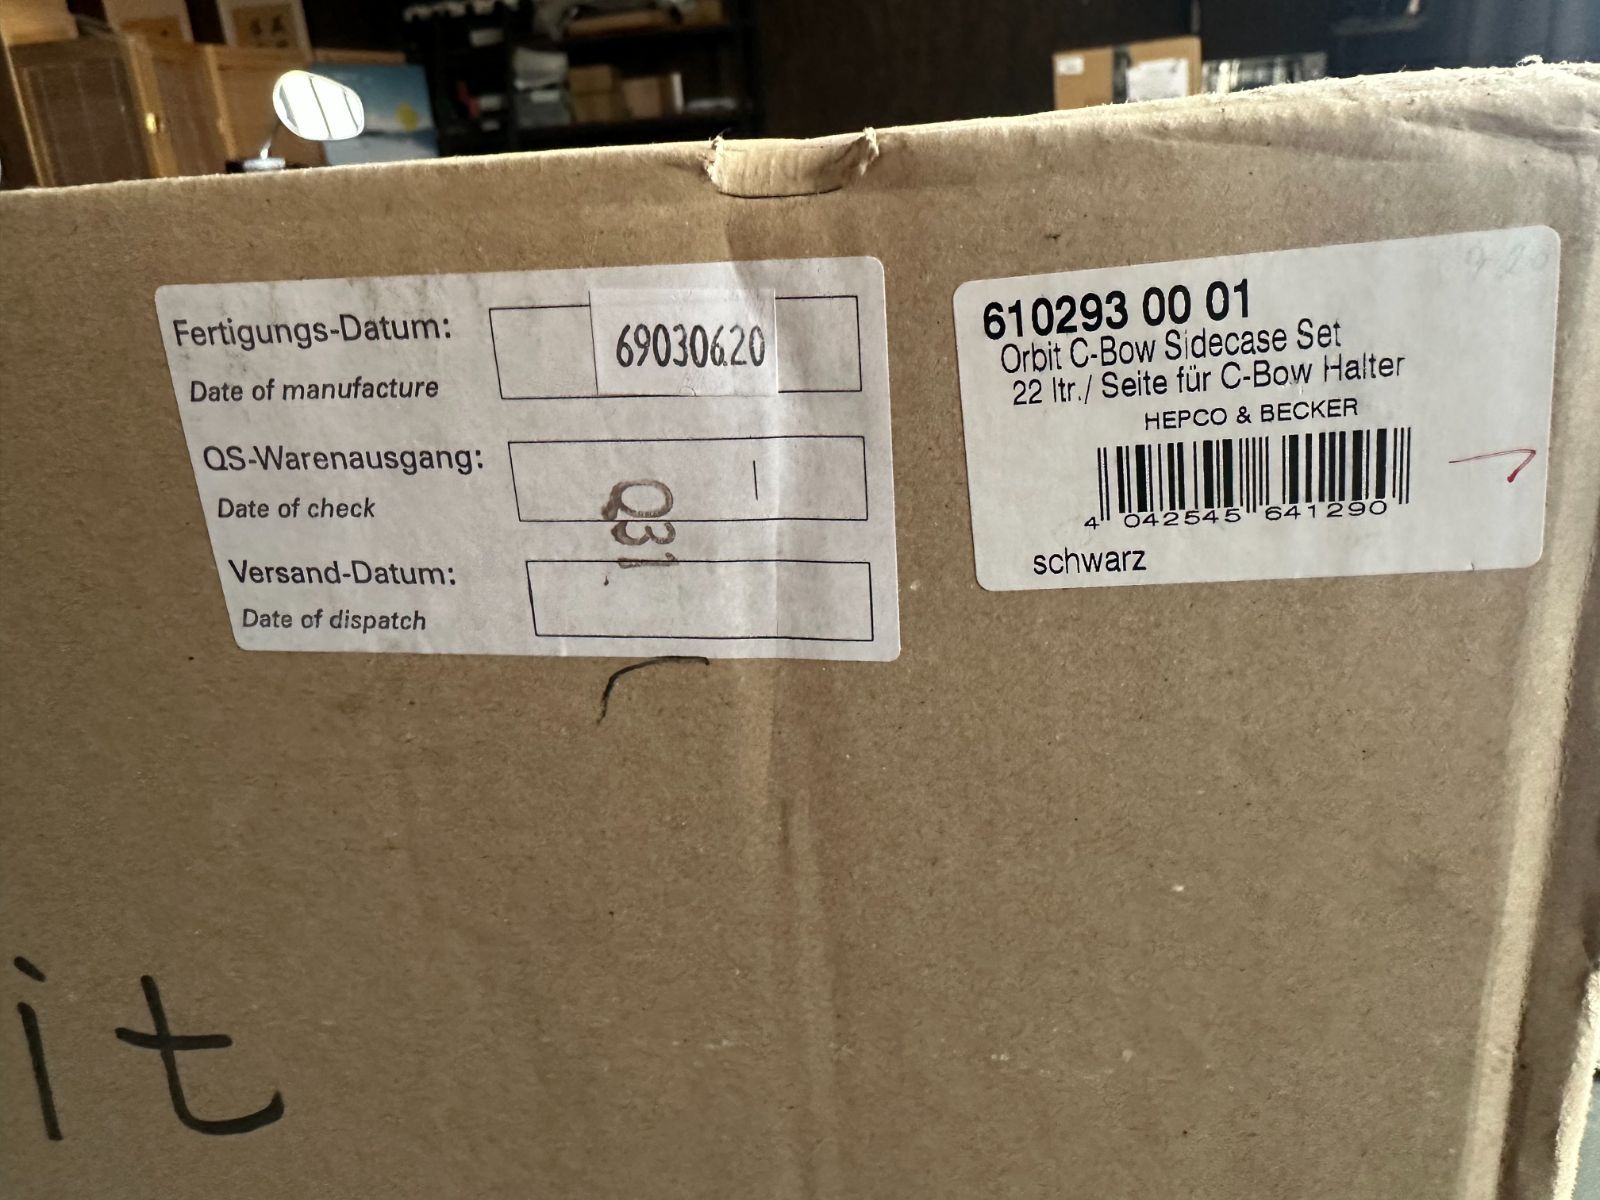 Fertigungs-Datum:
Date of manufacture
69030620
QS-Warenausgang:
Date of check
Q31
Versand-Datum:
Date of dispatch
610293 00 01
Orbit C-Bow Sidecase Set
22 ltr./ Seite für C-Bow Halter
HEPCO & BECKER
4 042545 641290
schwarz
it